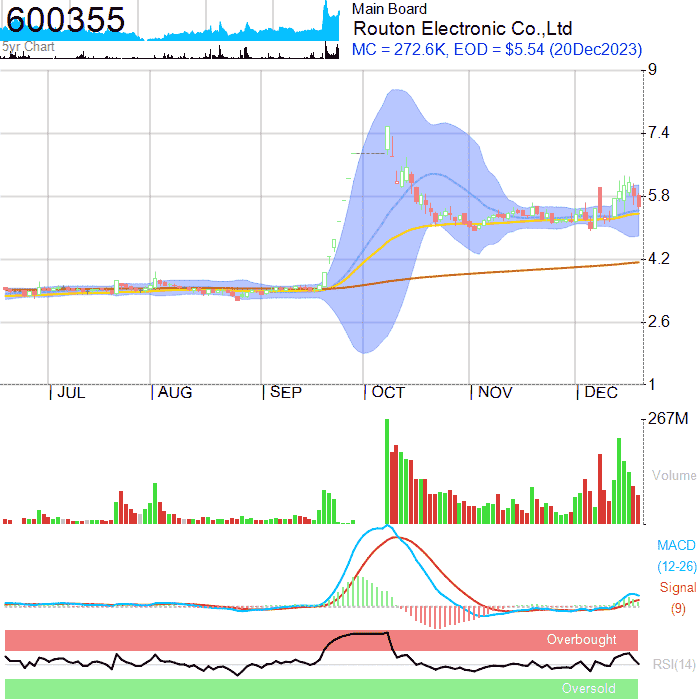 600355
5yr Chart
Main Board
Routon Electronic Co.,Ltd
MC = 272.6K, EOD = $5.54 (20Dec2023)
9
7.4
5.8
4.2
2.6
1
JUL
AUG
SEP
OCT
NOV
DEC
267M
Volume
MACD
(12-26)
Signal
(9)
Overbought
RSI(14)
Oversold